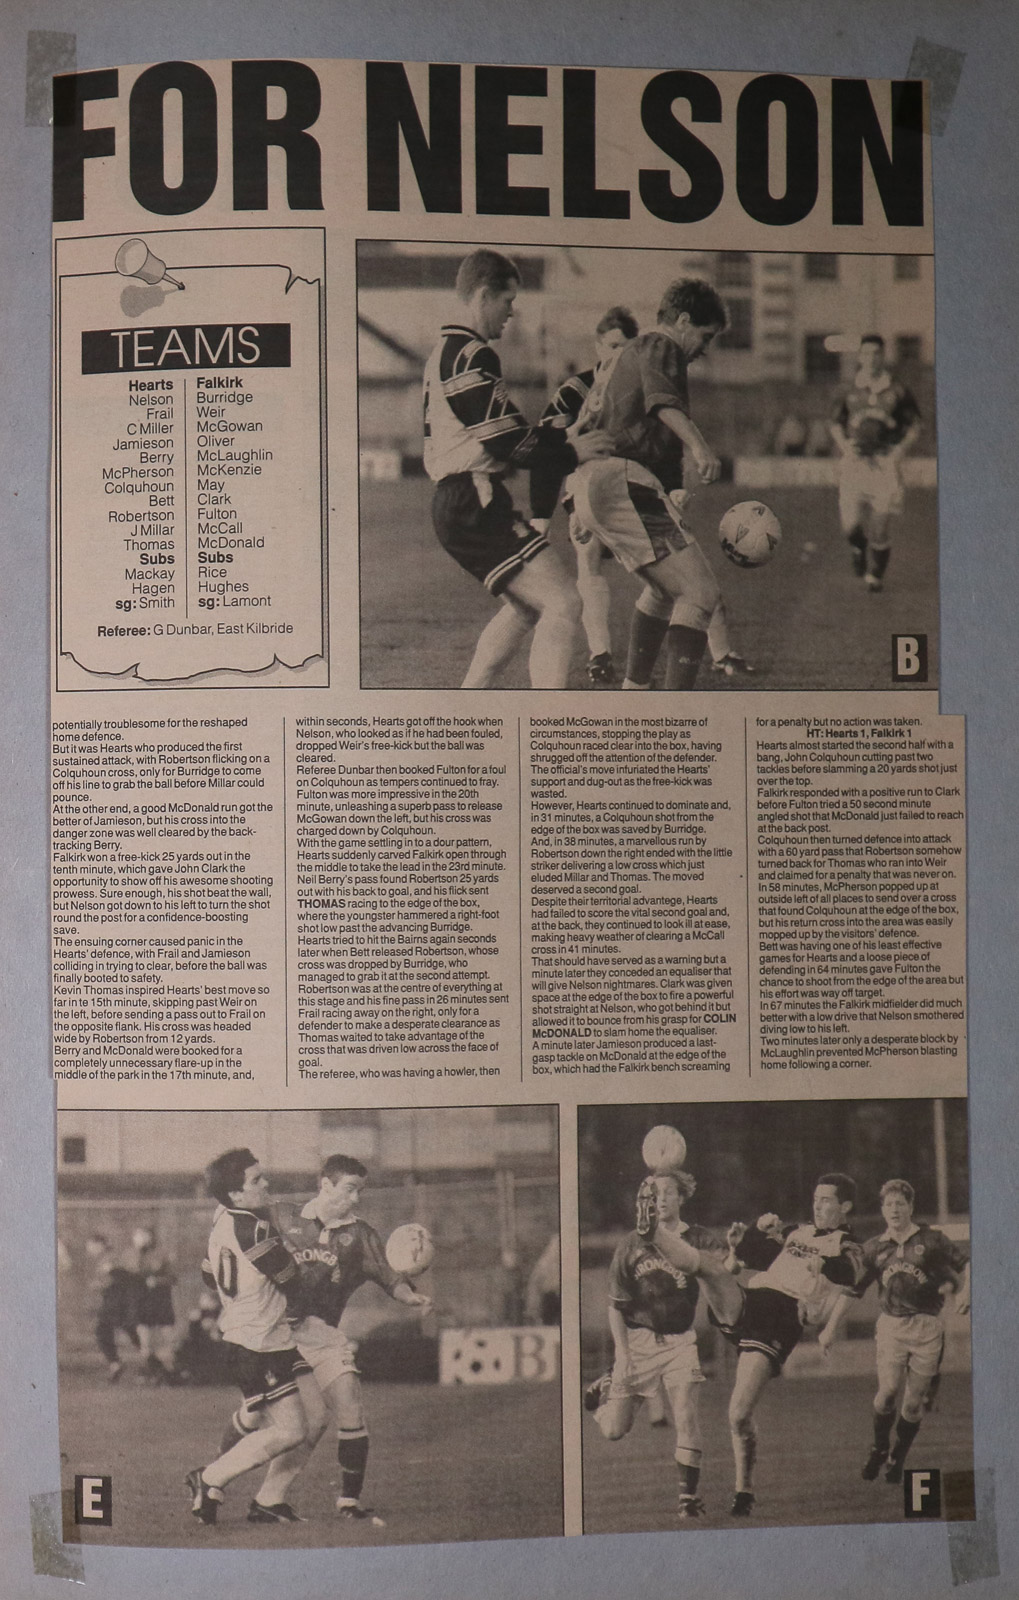 FOR NELSON
TEAMS
Hearts Falkirk
Nelson Burridge
Frail Weir
C Miller McGowan
Jamieson Oliver
Berry McLaughlin
McPherson McKenzie
Colquhoun May
Bett Clark
Robertson Fulton
J Millar McCall
Thomas McDonald
Subs Subs
Mackay Rice
Hagen Hughes
sg: Smith sg: Lamont
Referee: G Dunbar, East Kilbride
B
potentially troublesome for the reshaped
home defence.
But it was Hearts who produced the first
sustained attack, with Robertson flicking on a
Colquhoun cross, only for Burridge to come
off his line to grab the ball before Millar could
pounce.
At the other end, a good McDonald run got the
better of Jamieson, but his cross into the
danger zone was well cleared by the back-
tracking Berry.
Falkirk won a free-kick 25 yards out in the
tenth minute, which gave John Clark the
opportunity to show off his awesome shooting
prowess. Sure enough, his shot beat the wall,
but Nelson got down to his left to turn the shot
round the post for a confidence-boosting
save.
The ensuing corner caused panic in the
Hearts' defence, with Frail and Jamieson
colliding in trying to clear, before the ball was
finally booted to safety.
Kevin Thomas inspired Hearts' best move so
far in 15th minute, skipping past Weir on
the left, before sending a pass out to Frail on
the opposite flank. His cross was headed
wide by Robertson from 12 yards.
Berry and McDonald were booked for a
completely unnecessary flare-up in the
middle of the park in the 17th minute, and,
within seconds, Hearts got off the hook when
Nelson, who looked as if he had been fouled,
dropped Weir's free-kick but the ball was
cleared.
Referee Dunbar then booked Fulton for a foul
on Colquhoun as tempers continued to fray.
Fulton was more impressive in the 20th
minute, unleashing a superb pass to release
McGowan down the left, but his cross was
charged down by Colquhoun.
With the game settling in to a dour pattern,
Hearts suddenly carved Falkirk open through
the middle to take the lead in the 23rd minute.
Neil Berry's pass found Robertson 25 yards
out with his back to goal, and his flick sent
THOMAS racing to the edge of the box,
where the youngster hammered a right-foot
shot low past the advancing Burridge.
Hearts tried to hit the Bairns again seconds
later when Bett released Robertson, whose
cross was dropped by Burridge, who
managed to grab it at the second attempt.
Robertson was at the centre of everything at
this stage and his fine pass in 26 minutes sent
Frail racing away on the right, only for a
defender to make a desperate clearance as
Thomas waited to take advantage of the
cross that was driven low across the face of
goal.
The referee, who was having a howler, then
booked McGowan in the most bizarre of
circumstances, stopping the play as
Colquhoun raced clear into the box, having
shrugged off the attention of the defender.
The official's move infuriated the Hearts'
support and dug-out as the free-kick was
wasted.
However, Hearts continued to dominate and,
in 31 minutes, a Colquhoun shot from the
edge of the box was saved by Burridge.
And, in 38 minutes, a marvellous run by
Robertson down the right ended with the little
striker delivering a low cross which just
eluded Millar and Thomas. The moved
deserved a second goal.
Despite their territorial advantage, Hearts
had failed to score the vital second goal and,
at the back, they continued to look ill at ease,
making heavy weather of clearing a McCall
cross in 41 minutes.
That should have served as a warning but a
minute later they conceded an equaliser that
will give Nelson nightmares. Clark was given
space at the edge of the box to fire a powerful
shot straight at Nelson, who got behind it but
allowed it to bounce from his grasp for COLIN
McDONALD to slam home the equaliser.
A minute later Jamieson produced a last-
gasp tackle on McDonald at the edge of the
box, which had the Falkirk bench screaming
for a penalty but no action was taken.
HT: Hearts 1, Falkirk 1
Hearts almost started the second half with a
bang, John Colquhoun cutting past two
tackles before slamming a 20 yards shot just
over the top.
Falkirk responded with a positive run to Clark
before Fulton tried a 50 second minute
angled shot that McDonald just failed to reach
at the back post.
Colquhoun then turned defence into attack
with a 60 yard pass that Robertson somehow
turned back for Thomas who ran into Weir
and claimed for a penalty that was never on.
In 58 minutes, McPherson popped up at
outside left of all places to send over a cross
that found Colquhoun at the edge of the box,
but his return cross into the area was easily
mopped up by the visitors' defence.
Bett was having one of his least effective
games for Hearts and a loose piece of
defending in 64 minutes gave Fulton the
chance to shoot from the edge of the area but
his effort was way off target.
In 67 minutes the Falkirk midfielder did much
better with a low drive that Nelson smothered
diving low to his left.
Two minutes later only a desperate block by
McLaughlin prevented McPherson blasting
home following a corner.
E
F